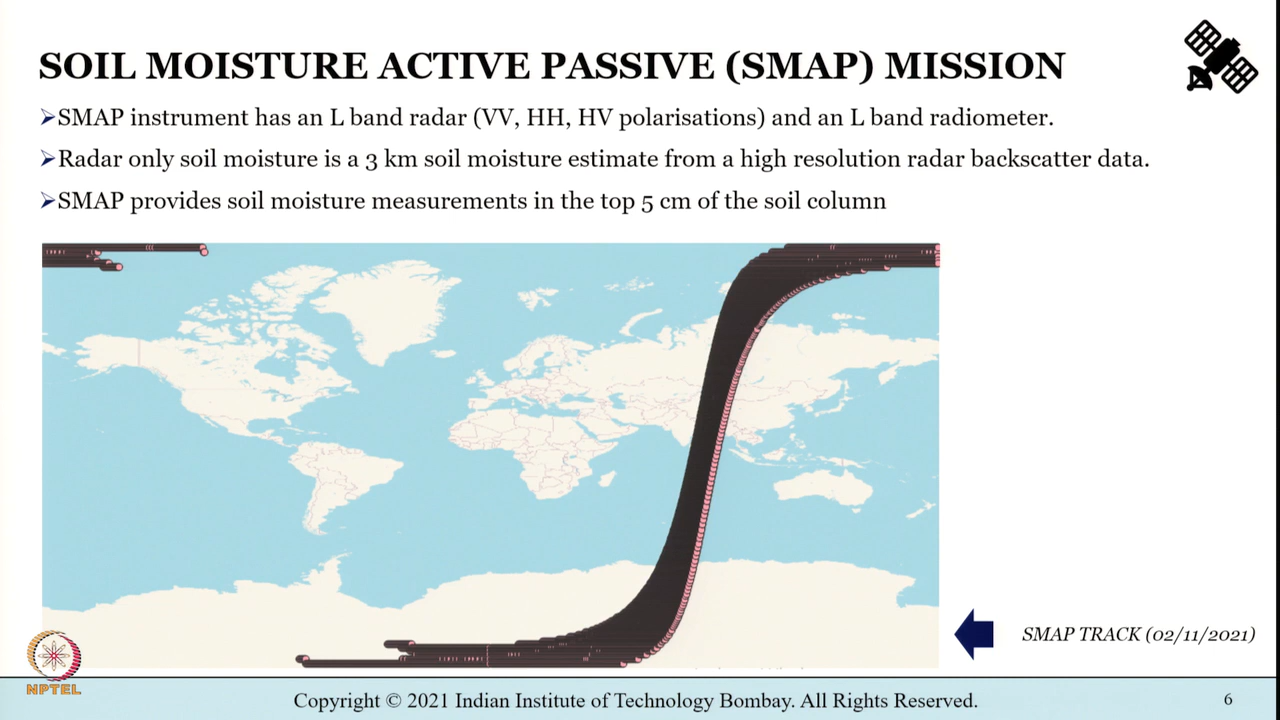 SOIL MOISTURE ACTIVE PASSIVE (SMAP) MISSION
➢SMAP instrument has an L band radar (VV, HH, HV polarisations) and an L band radiometer.
➢Radar only soil moisture is a 3 km soil moisture estimate from a high resolution radar backscatter data.
➢SMAP provides soil moisture measurements in the top 5 cm of the soil column
SMAP TRACK (02/11/2021)
NPTEL
Copyright © 2021 Indian Institute of Technology Bombay. All Rights Reserved.
6